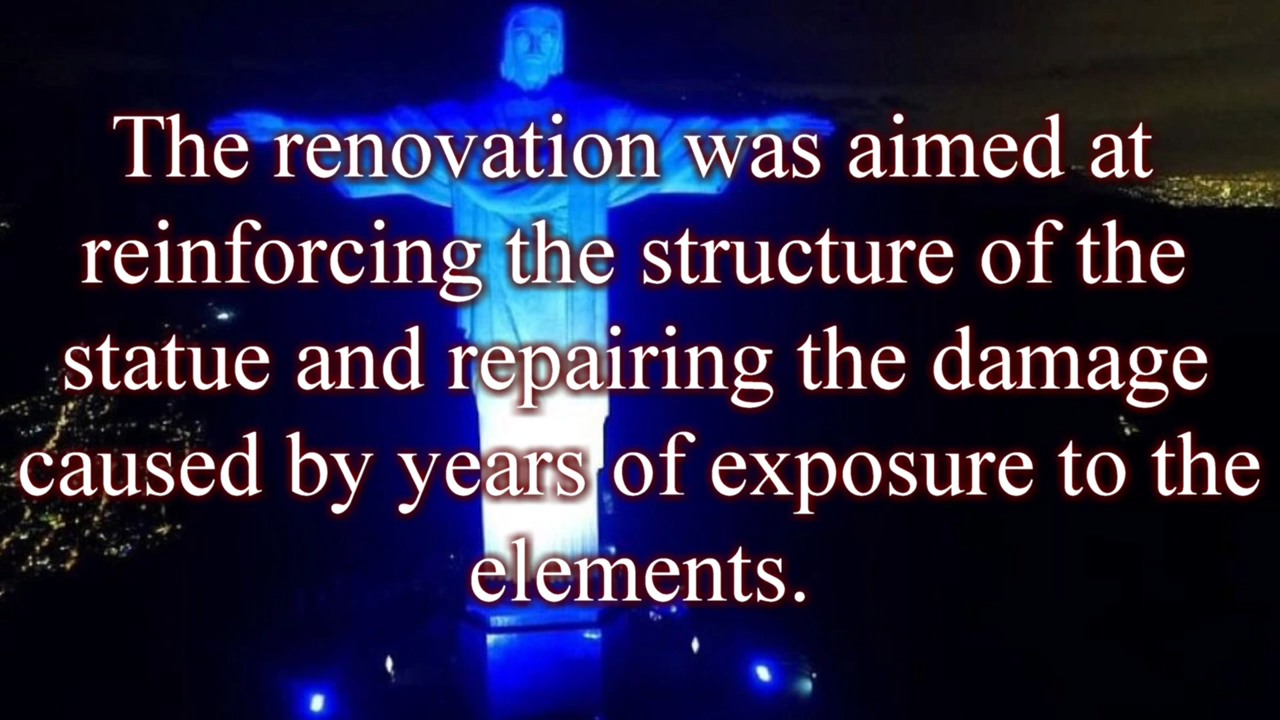 The renovation was aimed at
reinforcing the structure of the
statue and repairing the damage
caused by years of exposure to the
elements.